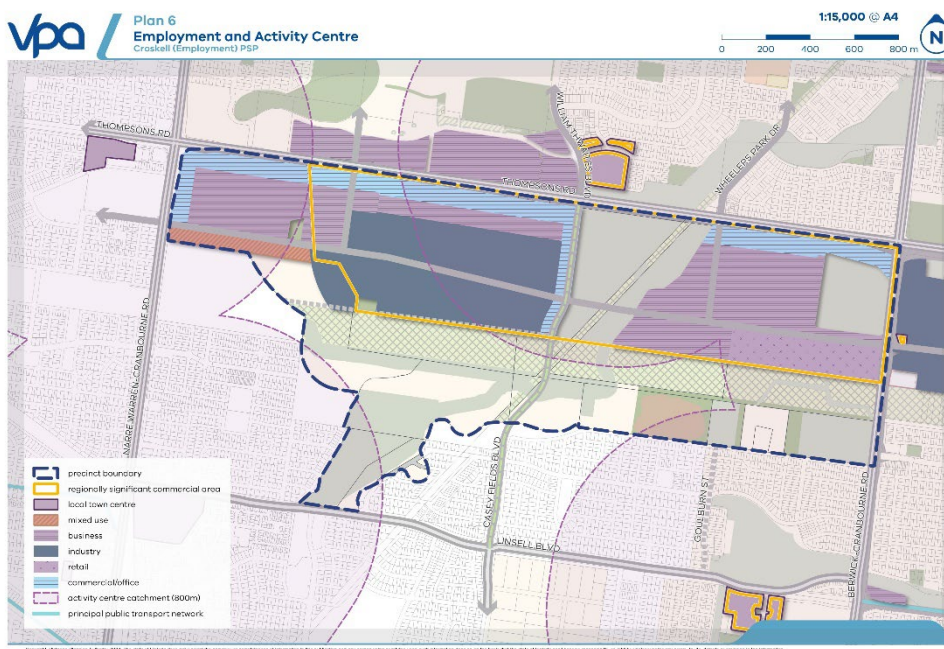 vpa
Plan 6
Employment and Activity Centre
Croskell (Employment) PSP
1:15,000 @ A4
0 200 400 600 800 m
N
THOMPSONS RD
WILLIAM THWAITES BLVD
WHEELERS PARK DR
THOMPSONS RD
NARRE WARREN-CRANBOURNE RD
CASEY FIELDS BLVD
GOULBURN ST
BERWICK-CRANBOURNE RD
LINSELL BLVD
precinct boundary
regionally significant commercial area
local town centre
mixed use
business
industry
retail
commercial/office
activity centre catchment (800m)
principal public transport network